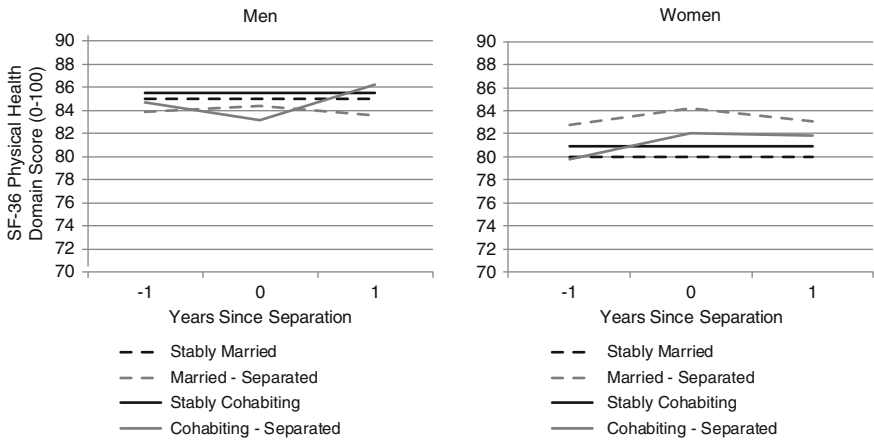 Men
SF-36 Physical Health
Domain Score (0-100)
90
88
86
84
82
80
78
76
74
72
70
-1
0
1
Years Since Separation
Stably Married
Married - Separated
Stably Cohabiting
Cohabiting - Separated
Women
90
88
86
84
82
80
78
76
74
72
70
-1
0
1
Years Since Separation
Stably Married
Married - Separated
Stably Cohabiting
Cohabiting - Separated